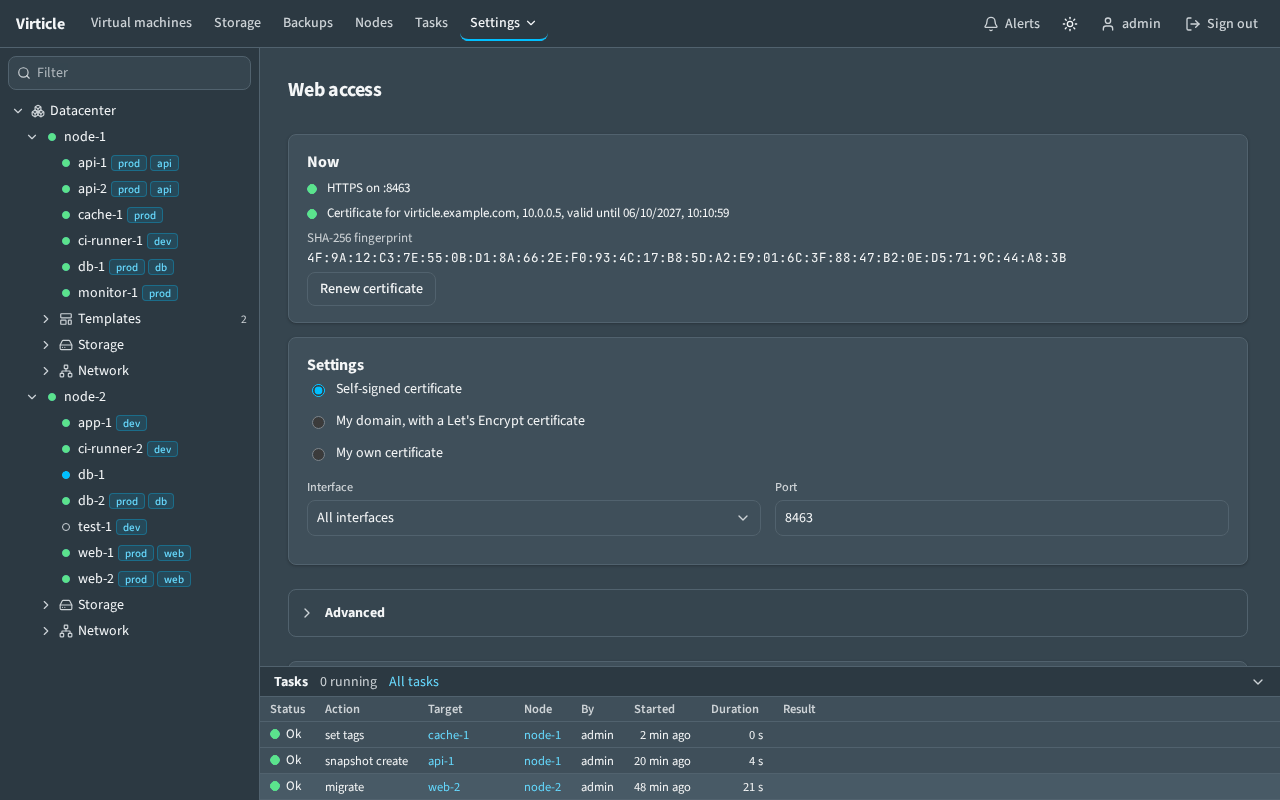 Virticle Virtual machines Storage Backups Nodes Tasks Settings Alerts admin Sign out
Filter
Datacenter
node-1
api-1 prod api
api-2 prod api
cache-1 prod
ci-runner-1 dev
db-1 prod db
monitor-1 prod
Templates 2
Storage
Network
node-2
app-1 dev
ci-runner-2 dev
db-1
db-2 prod db
test-1 dev
web-1 prod web
web-2 prod web
Storage
Network
Web access
Now
HTTPS on :8463
Certificate for virticle.example.com, 10.0.0.5, valid until 06/10/2027, 10:10:59
SHA-256 fingerprint
4F:9A:12:C3:7E:55:0B:D1:8A:66:2E:F0:93:4C:17:B8:5D:A2:E9:01:6C:3F:88:47:B2:0E:D5:71:9C:44:A8:3B
Renew certificate
Settings
Self-signed certificate
My domain, with a Let's Encrypt certificate
My own certificate
Interface Port
All interfaces 8463
Advanced
Tasks 0 running All tasks
Status Action Target Node By Started Duration Result
Ok set tags cache-1 node-1 admin 2 min ago 0 s
Ok snapshot create api-1 node-1 admin 20 min ago 4 s
Ok migrate web-2 node-2 admin 48 min ago 21 s